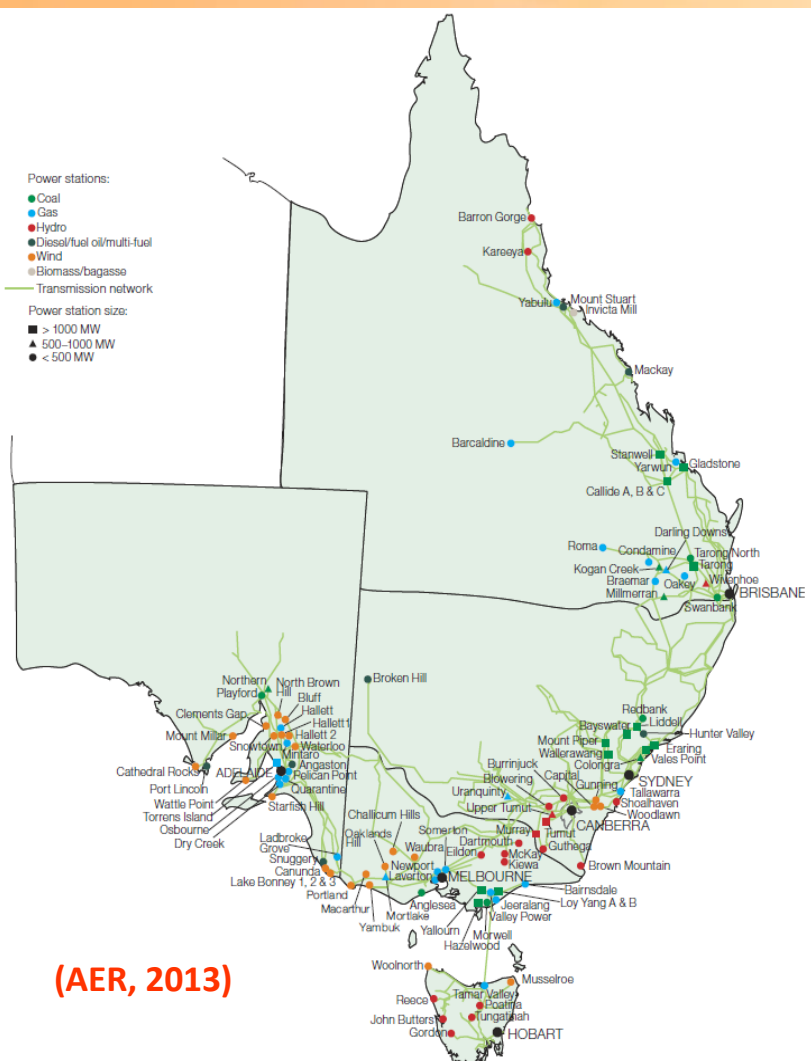 Power stations:
Coal
Gas
Hydro
Diesel/fuel oil/multi-fuel
Wind
Biomass/bagasse
Transmission network
Power station size:
> 1000 MW
500–1000 MW
< 500 MW
Barron Gorge
Kareeya
Yabulu
Mount Stuart
Invicta Mill
Mackay
Barcaldine
Stanwell
Yarwun
Gladstone
Callide A, B & C
Darling Downs
Roma
Condamine
Tarong North
Tarong
Kogan Creek
Braemar
Oakey
Wivenhoe
Millmerran
BRISBANE
Swanbank
Broken Hill
Northern
Playford
North Brown
Hill
Bluff
Clements Gap
Hallett
Hallett 1
Mount Millar
Hallett 2
Snowtown
Waterloo
Mintaro
Angaston
Cathedral Rocks
ADELAIDE
Pelican Point
Port Lincoln
Quarantine
Wattle Point
Torrens Island
Starfish Hill
Osbourne
Dry Creek
Redbank
Bayswater
Liddell
Hunter Valley
Mount Piper
Wallerawang
Eraring
Vales Point
Colongra
Burrinjuck
Capital
SYDNEY
Blowering
Gunning
Tallawarra
Uranquinty
Shoalhaven
Upper Tumut
Woodlawn
CANBERRA
Challicum Hills
Somerton
Murray
Tumut
Oaklands
Hill
Dartmouth
Guthega
Ladbroke
Grove
Waubra
Eildon
McKay
Snuggery
Newport
Kiewa
Brown Mountain
Canunda
Laverton
MELBOURNE
Lake Bonney 1, 2 & 3
Bairnsdale
Portland
Anglesea
Jeeralang
Loy Yang A & B
Macarthur
Mortlake
Valley Power
Yambuk
Yallourn
Morwell
Hazelwood
(AER, 2013)
Woolnorth
Musselroe
Tamar Valley
Reece
Poatina
Tungatinah
John Butters
Gordon
HOBART